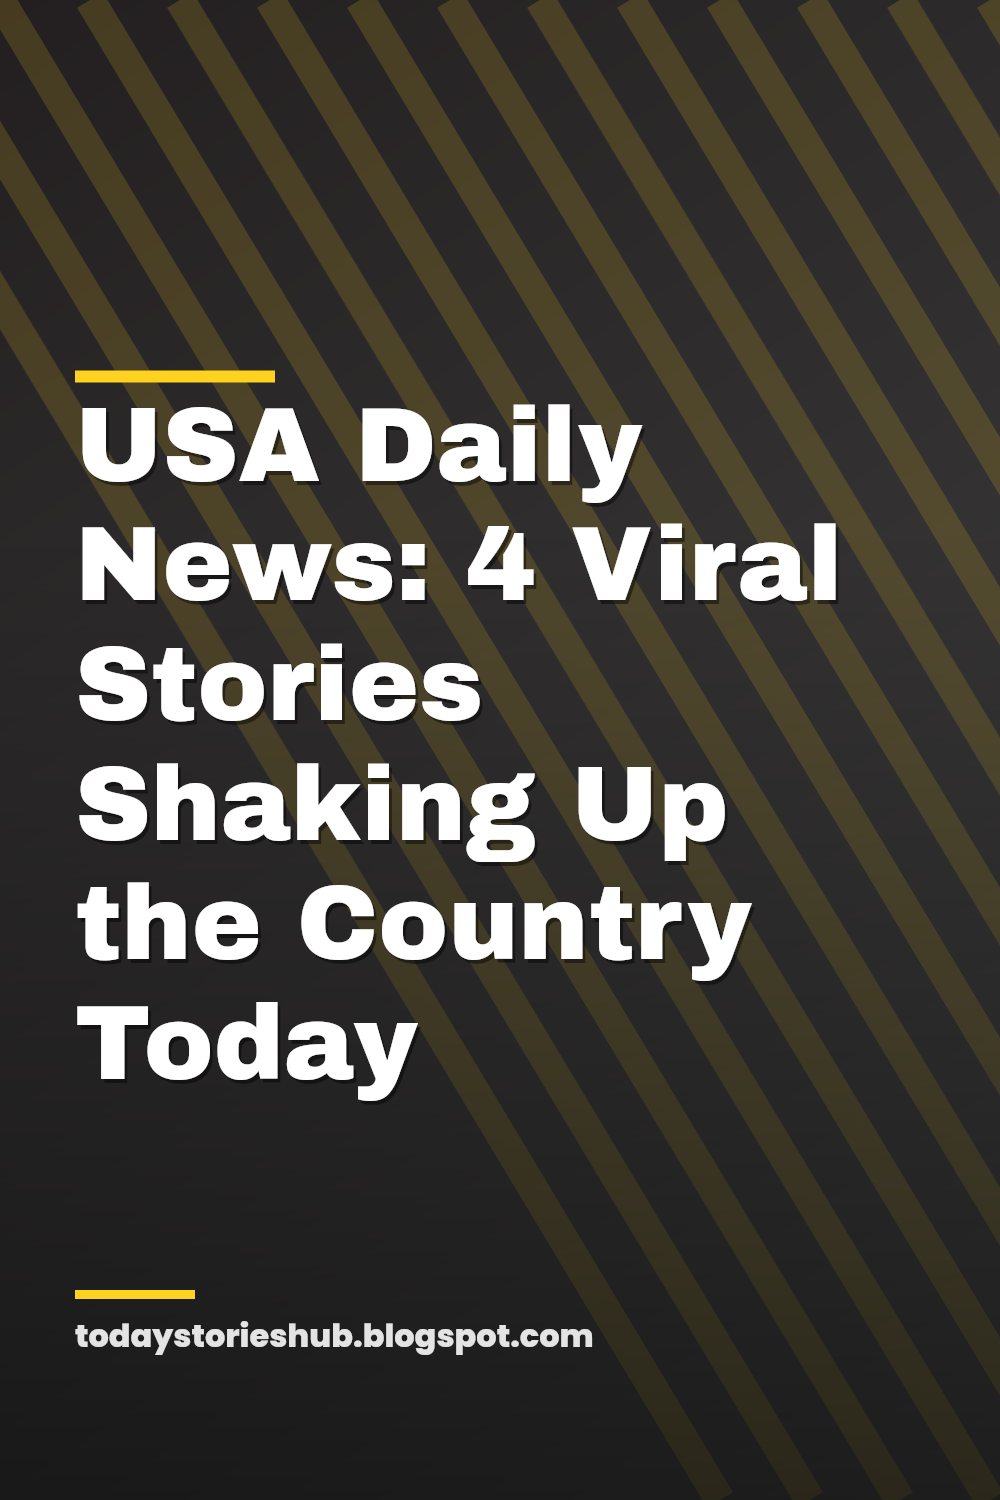 USA Daily
News: 4 Viral
Stories
Shaking Up
the Country
Today
todaystorieshub.blogspot.com